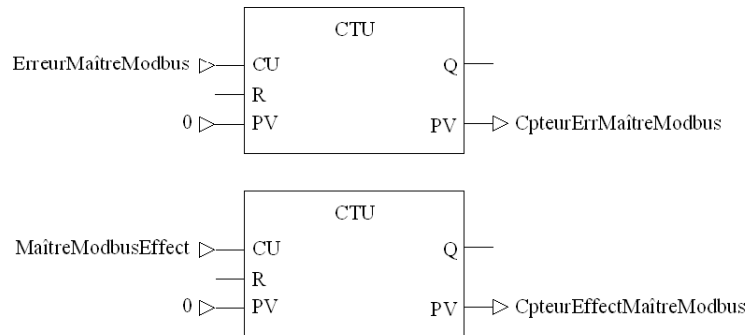 CTU
ErreurMaîtreModbus CU Q
R
0 PV PV CpteurErrMaîtreModbus
CTU
MaîtreModbusEffect CU Q
R
0 PV PV CpteurEffectMaîtreModbus